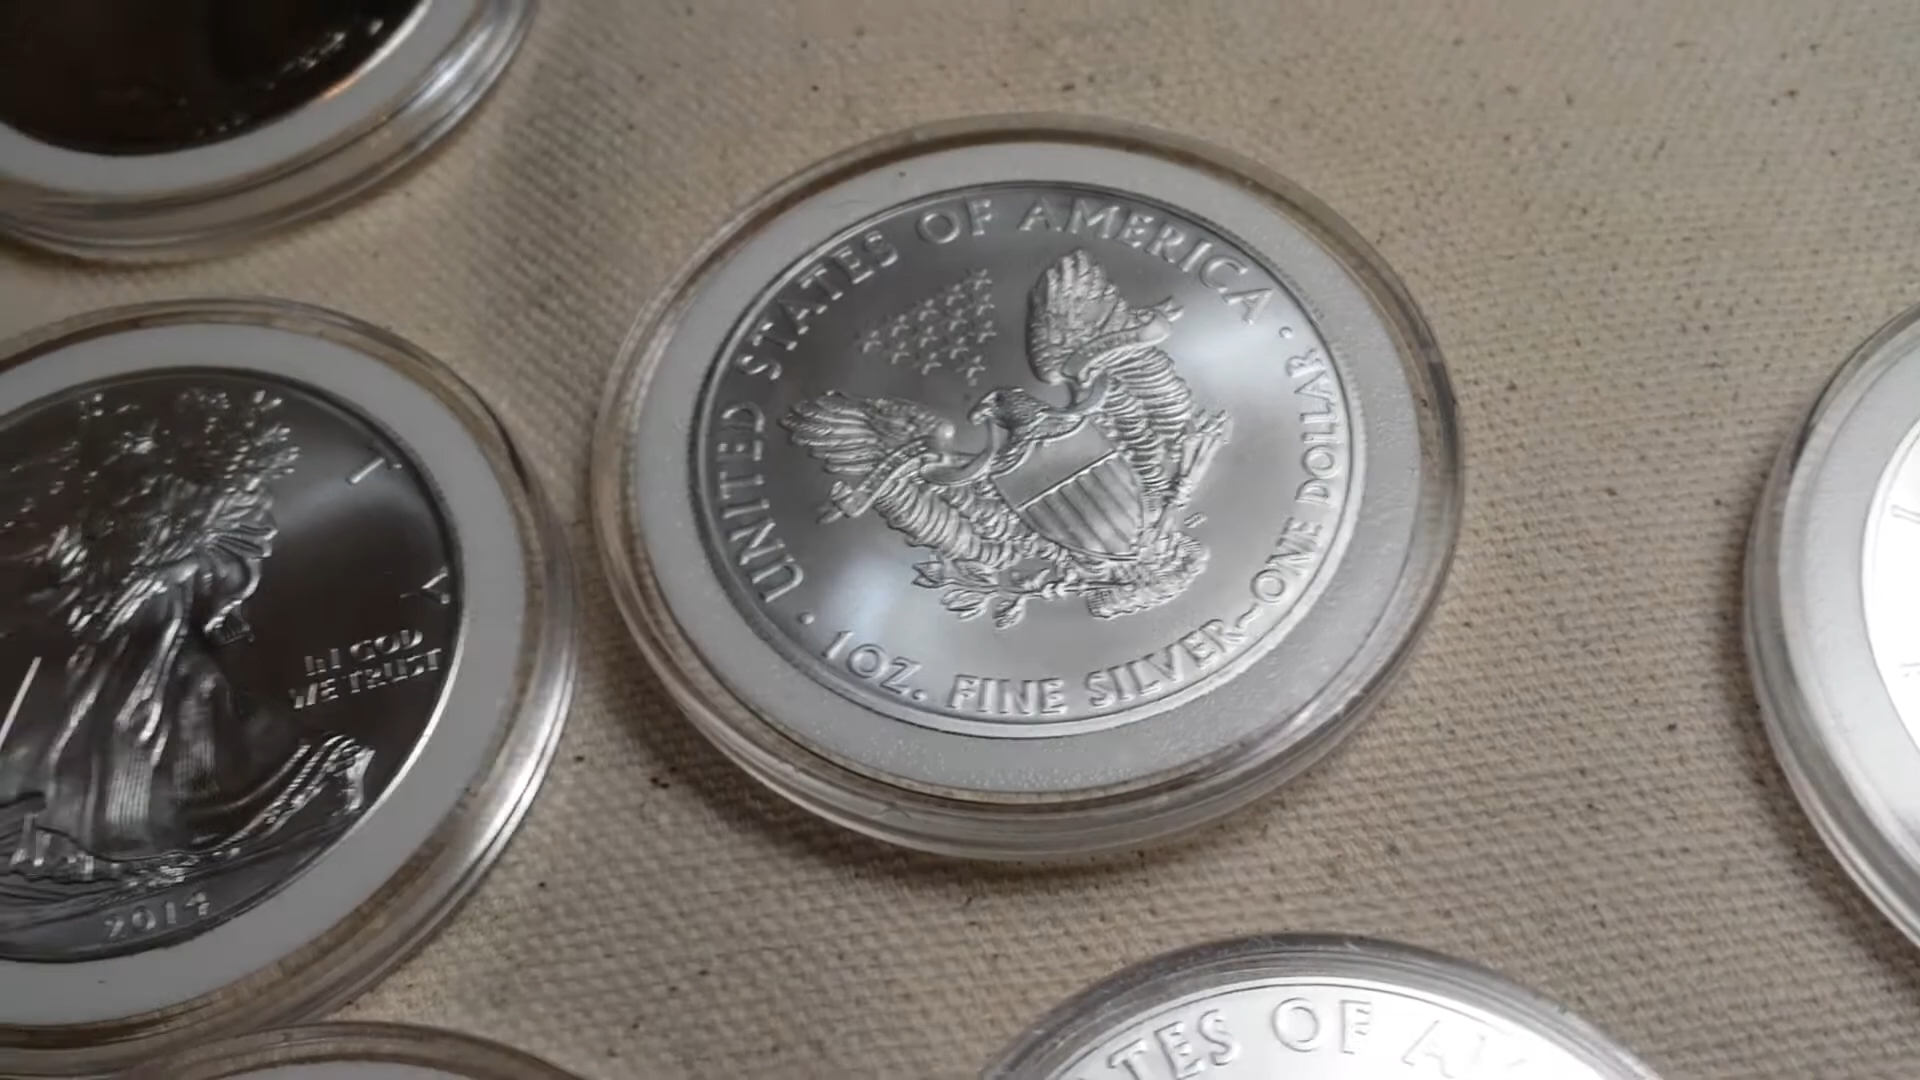 UNITED STATES OF AMERICA
· 1 OZ. FINE SILVER~ONE DOLLAR ·
T
Y
IN GOD
WE TRUST
2014
TES OF A